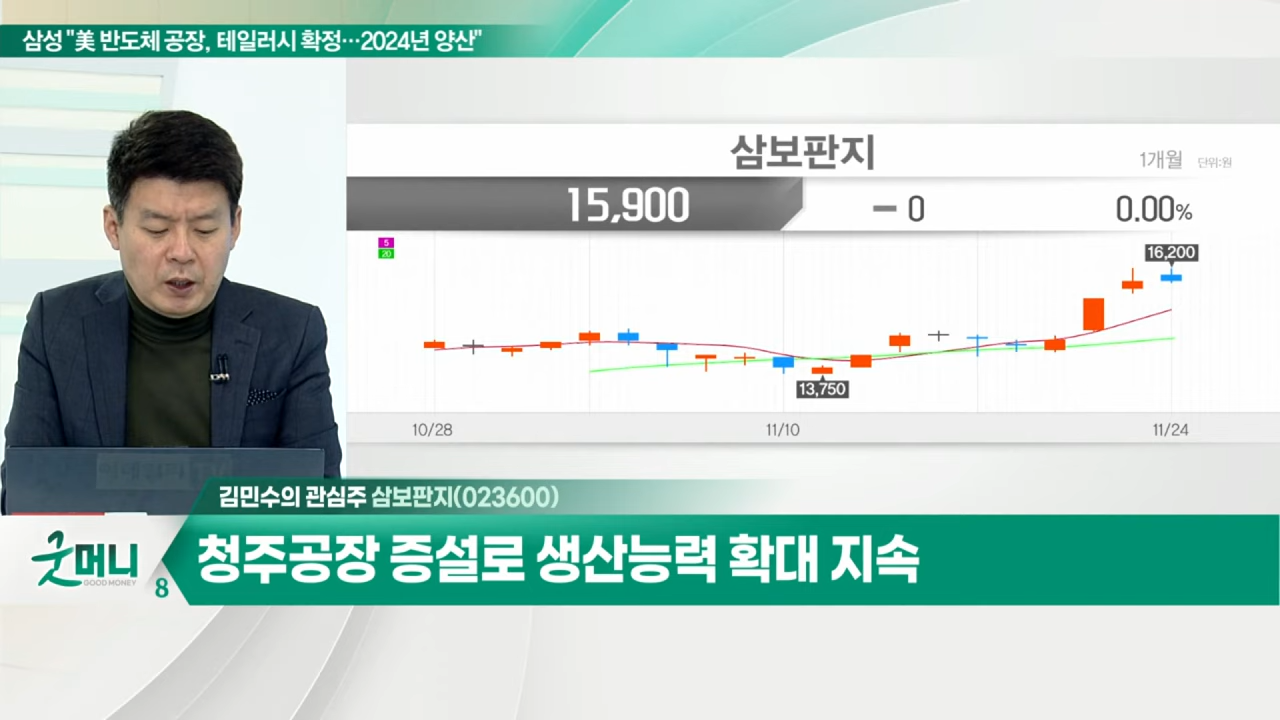 삼성 "美 반도체 공장, 테일러시 확정…2024년 양산"
삼보판지
1개월 단위:원
15,900 0 0.00%
5
20
16,200
13,750
10/28 11/10 11/24
김민수의 관심주 삼보판지(023600)
굿머니
GOOD MONEY
8
청주공장 증설로 생산능력 확대 지속